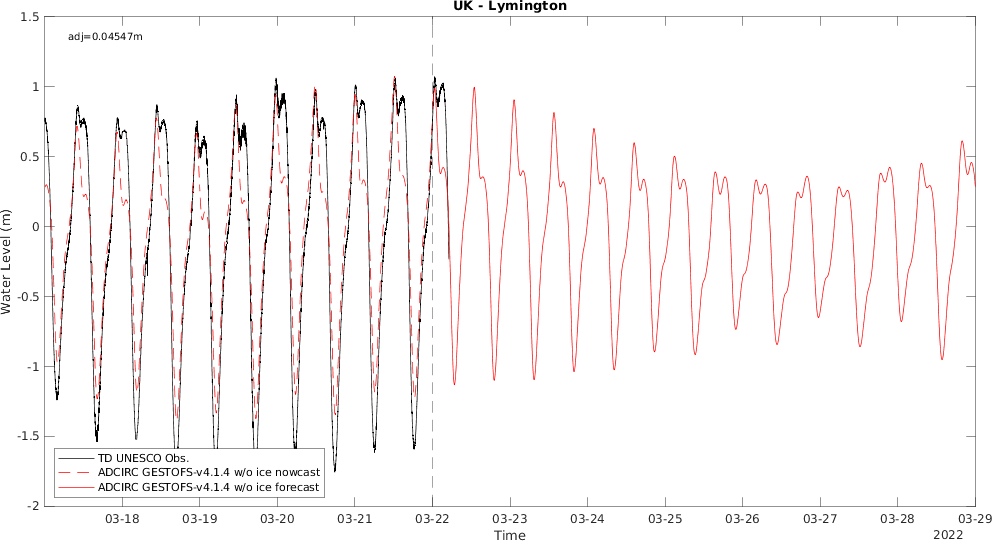 UK - Lymington
adj=0.04547m
1.5
1
0.5
0
-0.5
-1
-1.5
-2
Water Level (m)
TD UNESCO Obs.
ADCIRC GESTOFS-v4.1.4 w/o ice nowcast
ADCIRC GESTOFS-v4.1.4 w/o ice forecast
03-18 03-19 03-20 03-21 03-22 03-23 03-24 03-25 03-26 03-27 03-28 03-29
Time
2022